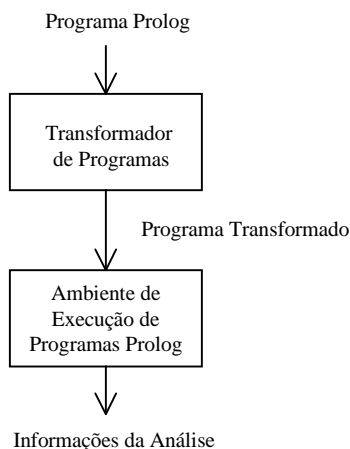 Programa Prolog
Transformador
de Programas
Programa Transformado
Ambiente de
Execução de
Programas Prolog
Informações da Análise